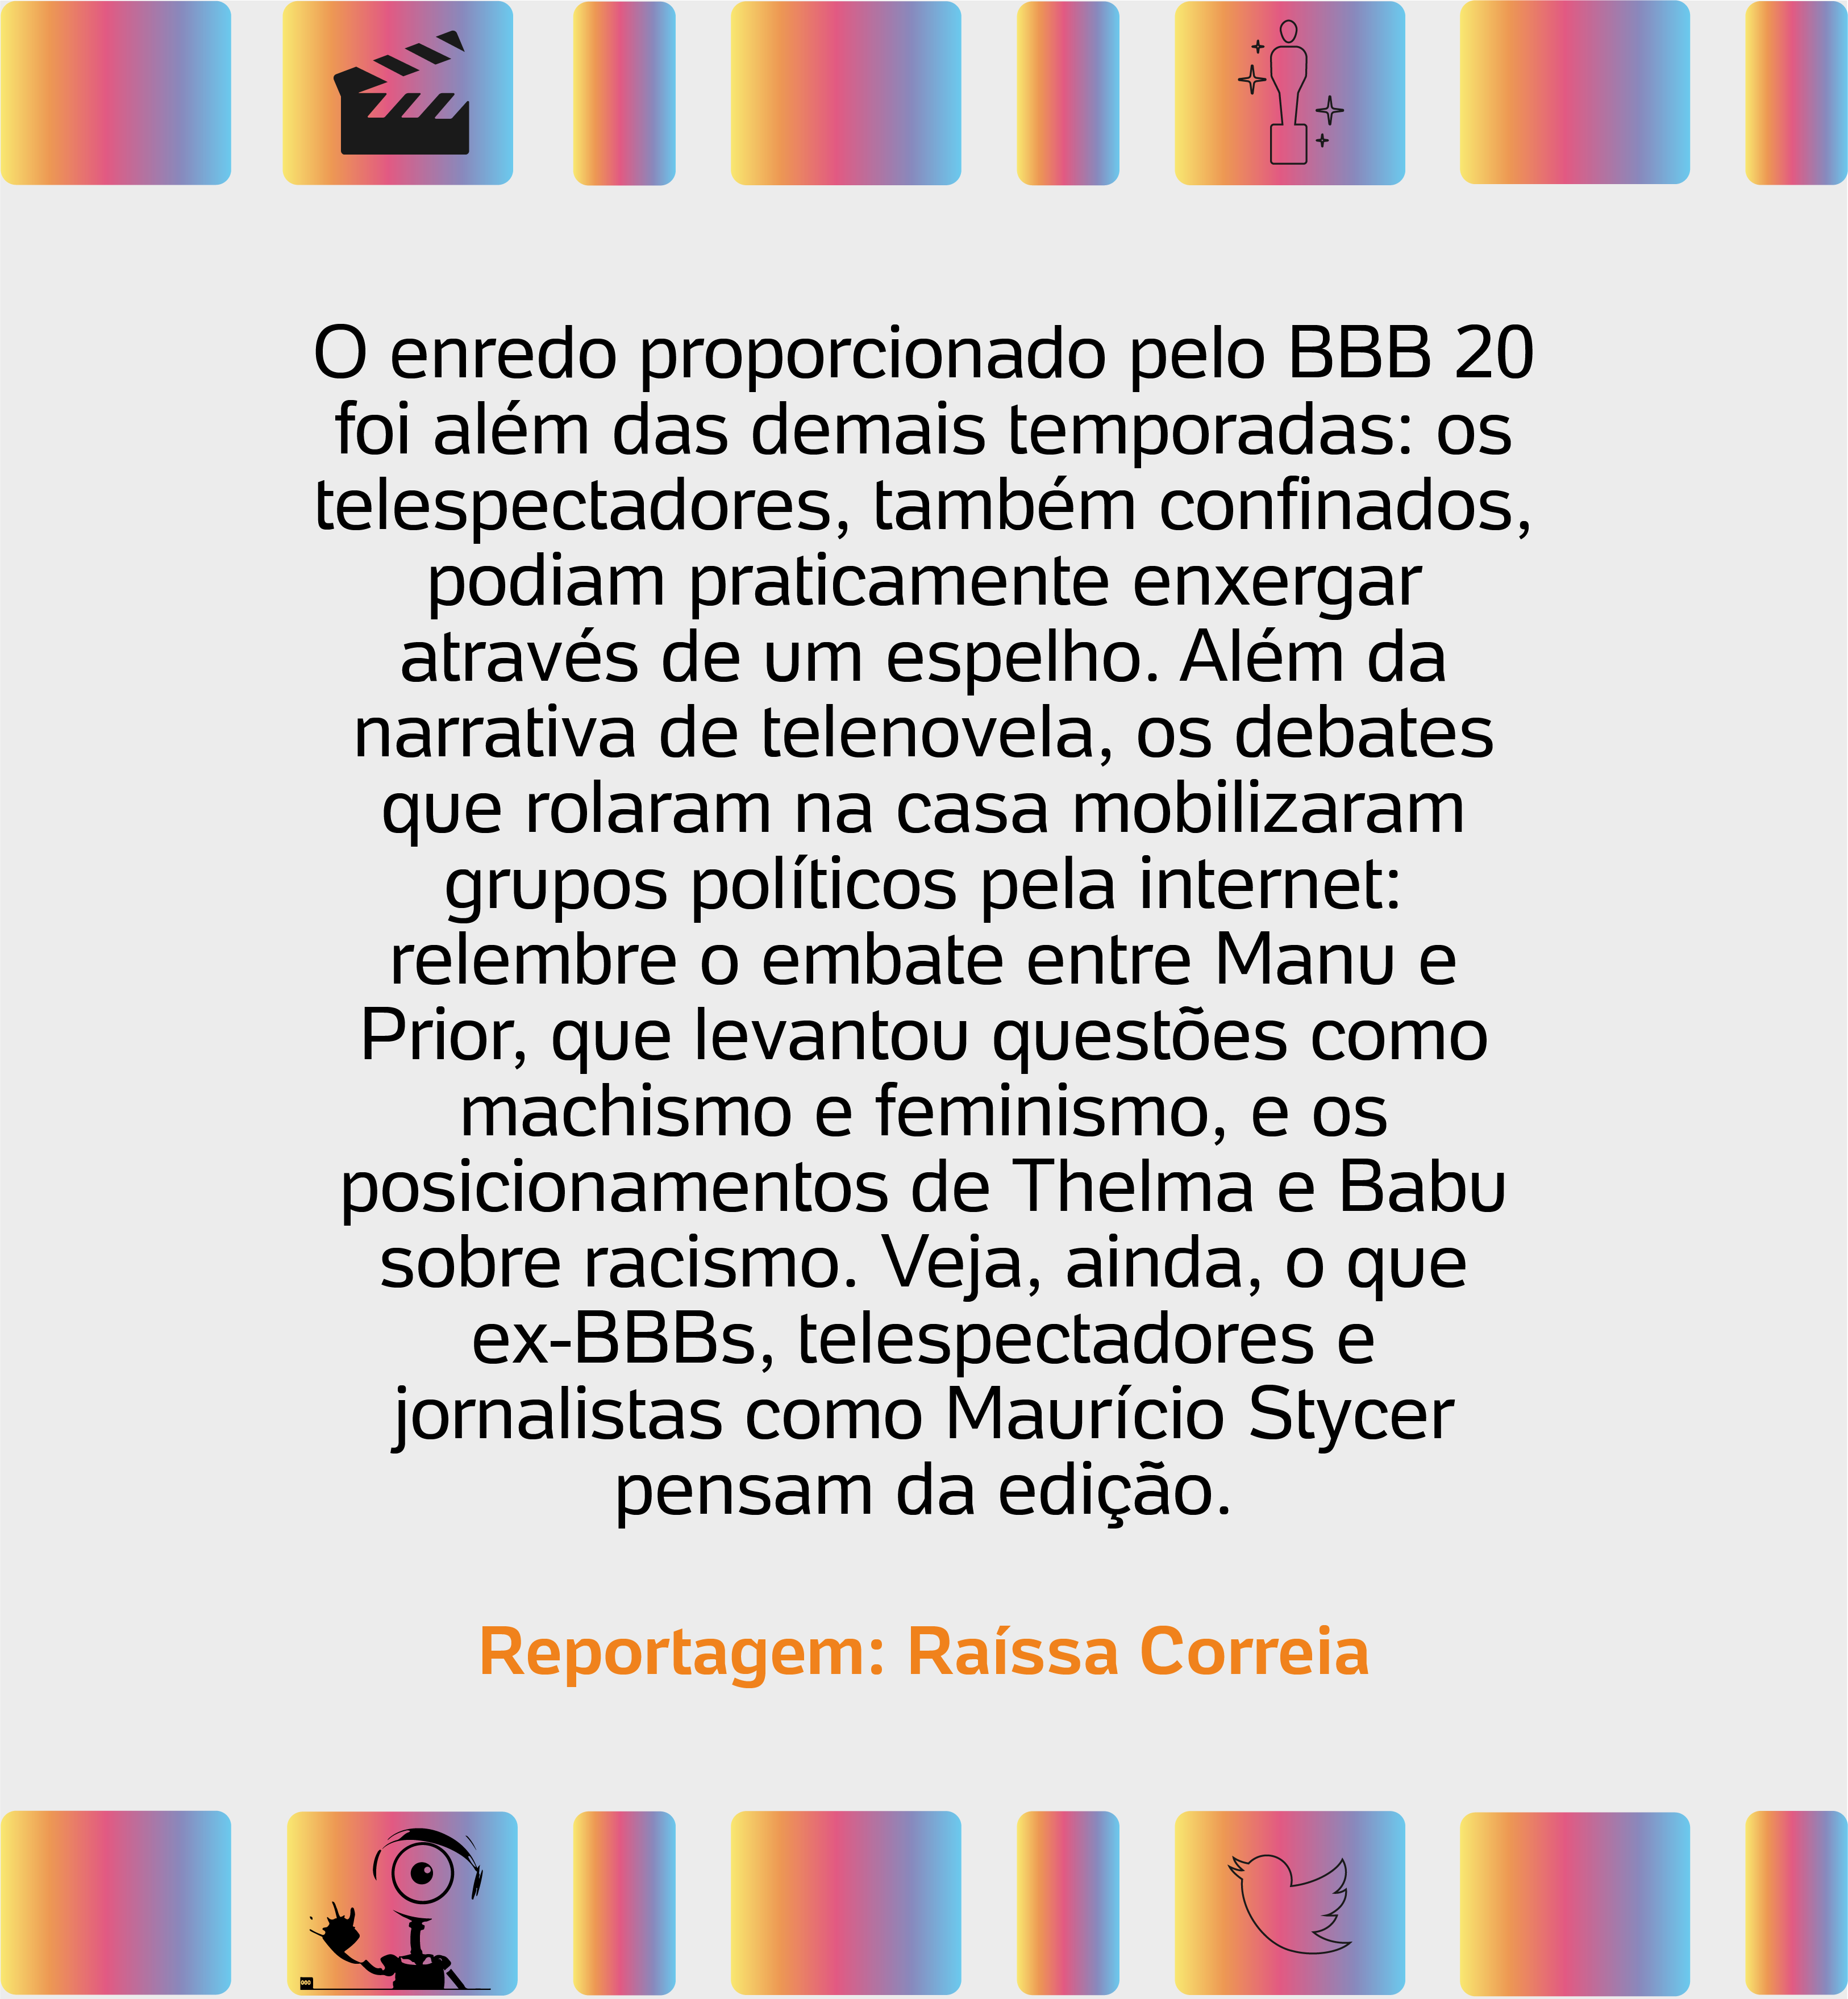 O enredo proporcionado pelo BBB 20
foi além das demais temporadas: os
telespectadores, também confinados,
podiam praticamente enxergar
através de um espelho. Além da
narrativa de telenovela, os debates
que rolaram na casa mobilizaram
grupos políticos pela internet:
relembre o embate entre Manu e
Prior, que levantou questões como
machismo e feminismo, e os
posicionamentos de Thelma e Babu
sobre racismo. Veja, ainda, o que
ex-BBBs, telespectadores e
jornalistas como Maurício Stycer
pensam da edição.
Reportagem: Raíssa Correia